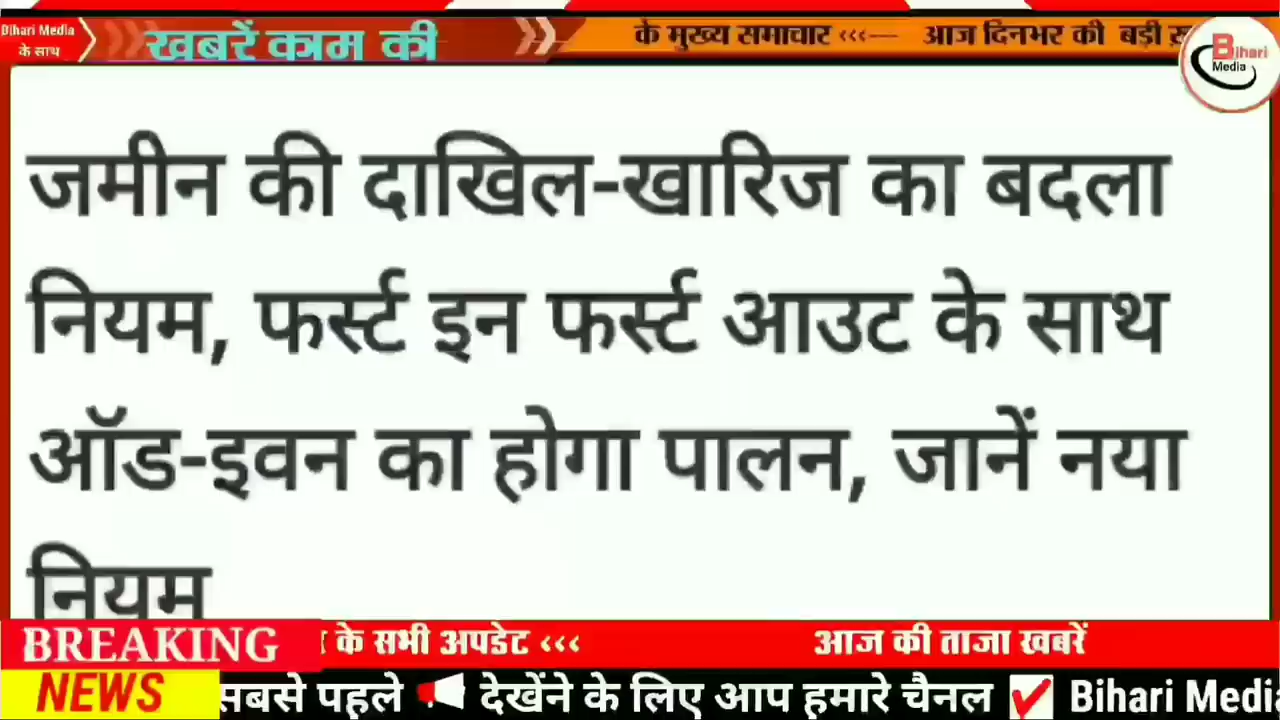 Bihari Media
के साथ
खबरें काम की
के मुख्य समाचार <<<— आज दिनभर की बड़ी
Bihari
Media
जमीन की दाखिल-खारिज का बदला
नियम, फर्स्ट इन फर्स्ट आउट के साथ
ऑड-इवन का होगा पालन, जानें नया
नियम
BREAKING
NEWS
के सभी अपडेट <<< आज की ताजा खबरें
सबसे पहले देखेंने के लिए आप हमारे चैनल Bihari Media